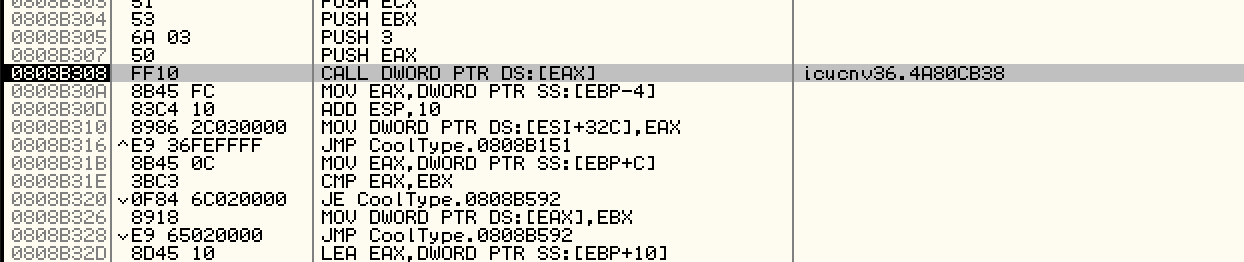 0808B303 51 PUSH ECX
0808B304 53 PUSH EBX
0808B305 6A 03 PUSH 3
0808B307 50 PUSH EAX
0808B308 FF10 CALL DWORD PTR DS:[EAX] icucnv36.4A80CB38
0808B30A 8B45 FC MOV EAX,DWORD PTR SS:[EBP-4]
0808B30D 83C4 10 ADD ESP,10
0808B310 8986 2C030000 MOV DWORD PTR DS:[ESI+32C],EAX
0808B316 ^E9 36FEFFFF JMP CoolType.0808B151
0808B31B 8B45 0C MOV EAX,DWORD PTR SS:[EBP+C]
0808B31E 3BC3 CMP EAX,EBX
0808B320 v0F84 6C020000 JE CoolType.0808B592
0808B326 8918 MOV DWORD PTR DS:[EAX],EBX
0808B328 vE9 65020000 JMP CoolType.0808B592
0808B32D 8D45 10 LEA EAX,DWORD PTR SS:[EBP+10]